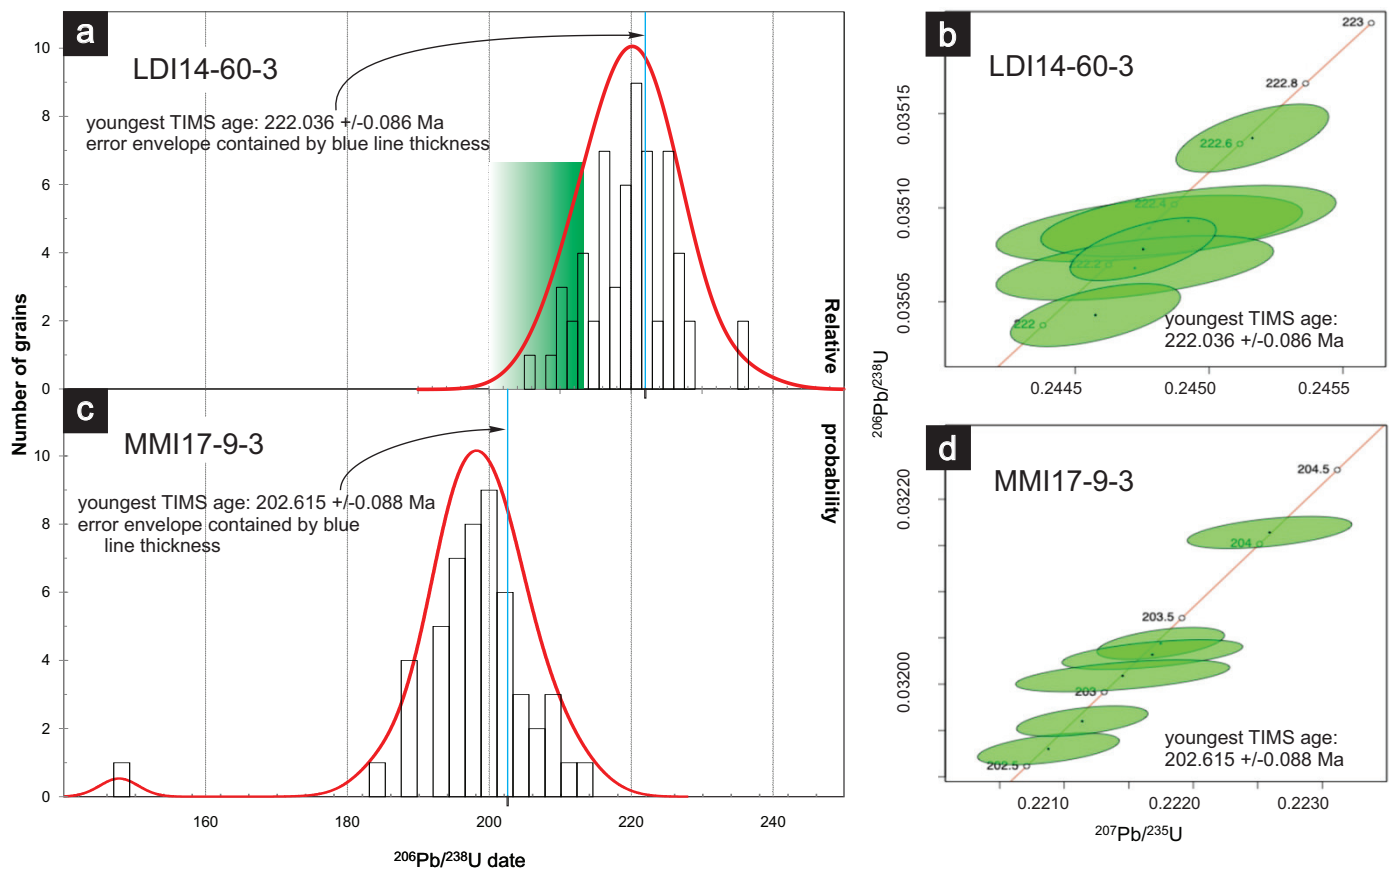 a
LDI14-60-3
youngest TIMS age: 222.036 +/-0.086 Ma
error envelope contained by blue line thickness
10
8
6
4
2
0
Number of grains
Relative
probability
c
MMI17-9-3
youngest TIMS age: 202.615 +/-0.088 Ma
error envelope contained by blue
line thickness
10
8
6
4
2
0
160
180
200
220
240
206Pb/238U date
b
LDI14-60-3
223
222.8
222.6
222.4
222.2
222
youngest TIMS age:
222.036 +/-0.086 Ma
0.03515
0.03510
0.03505
0.2445
0.2450
0.2455
206Pb/238U
d
MMI17-9-3
204.5
204
203.5
203
202.5
youngest TIMS age:
202.615 +/-0.088 Ma
0.03220
0.03200
0.2210
0.2220
0.2230
207Pb/235U